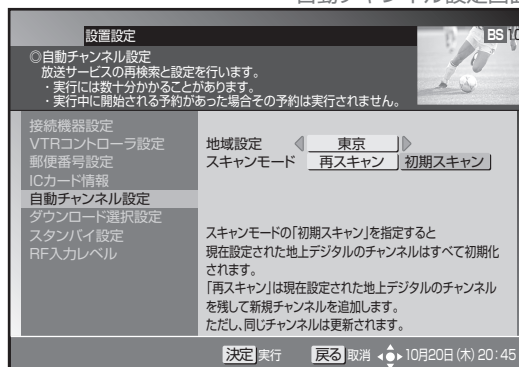 自動チャンネル設定画面
設置設定
BS
◎自動チャンネル設定
放送サービスの再検索と設定を行います。
・実行には数十分かかることがあります。
・実行中に開始される予約があった場合その予約は実行されません。
接続機器設定
VTRコントローラ設定
郵便番号設定
ICカード情報
自動チャンネル設定
ダウンロード選択設定
スタンバイ設定
RF入力レベル
地域設定 東京
スキャンモード 再スキャン 初期スキャン
スキャンモードの「初期スキャン」を指定すると
現在設定された地上デジタルのチャンネルはすべて初期化
されます。
「再スキャン」は現在設定された地上デジタルのチャンネル
を残して新規チャンネルを追加します。
ただし、同じチャンネルは更新されます。
決定 実行 戻る 取消 10月20日(木) 20:45